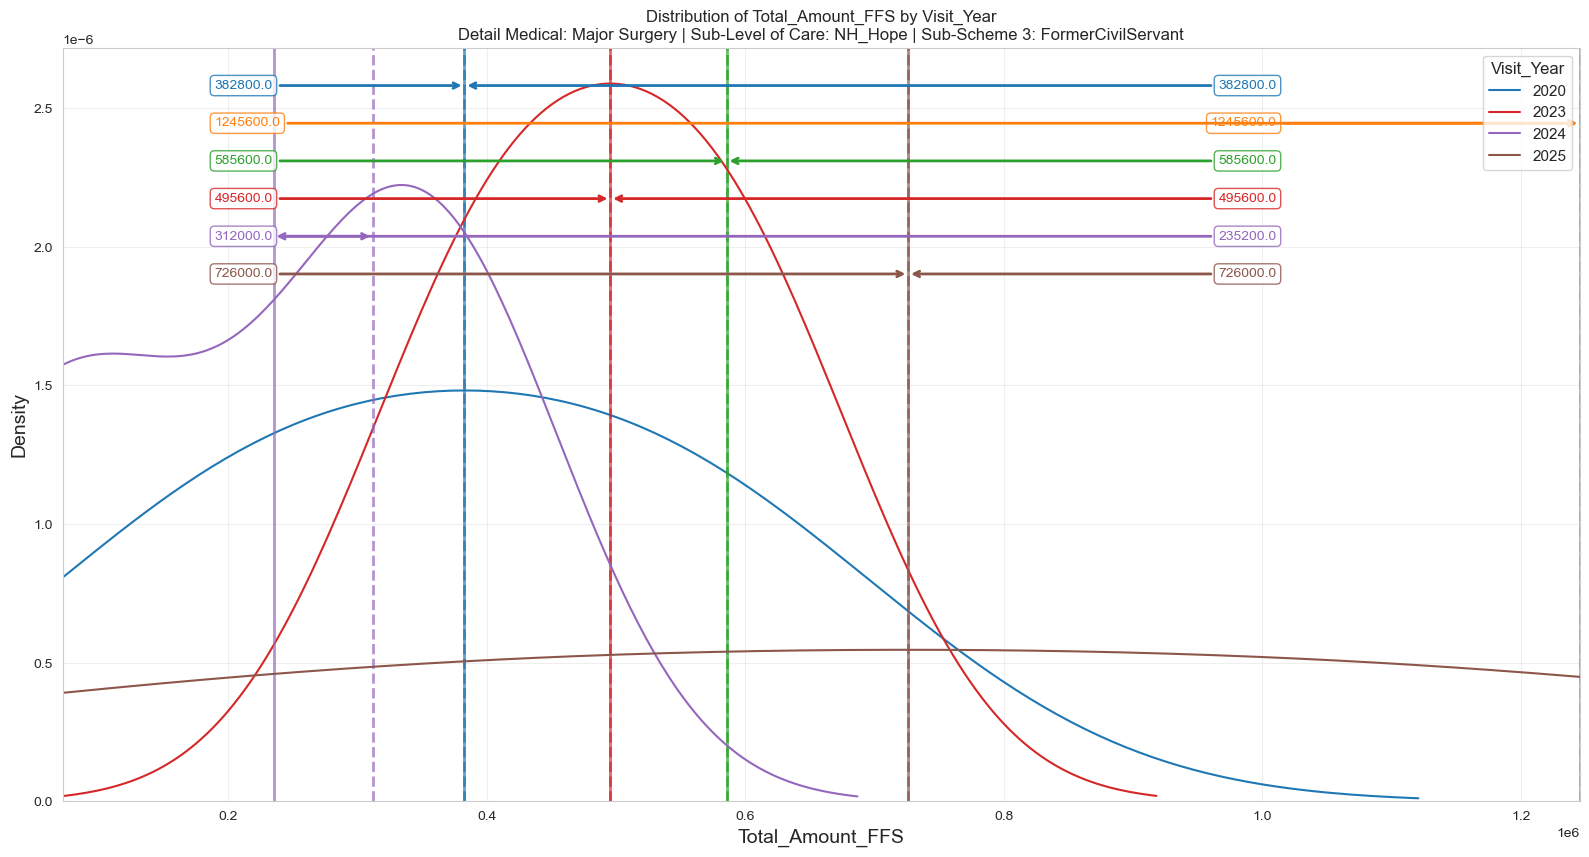 Distribution of Total_Amount_FFS by Visit_Year
Detail Medical: Major Surgery | Sub-Level of Care: NH_Hope | Sub-Scheme 3: FormerCivilServant
1e−6
Visit_Year
2020
2023
2024
2025
382800.0 382800.0
1245600.0 1245600.0
585600.0 585600.0
495600.0 495600.0
312000.0 235200.0
726000.0 726000.0
2.5
2.0
1.5
1.0
0.5
0.0
Density
0.2 0.4 0.6 0.8 1.0 1.2
1e6
Total_Amount_FFS